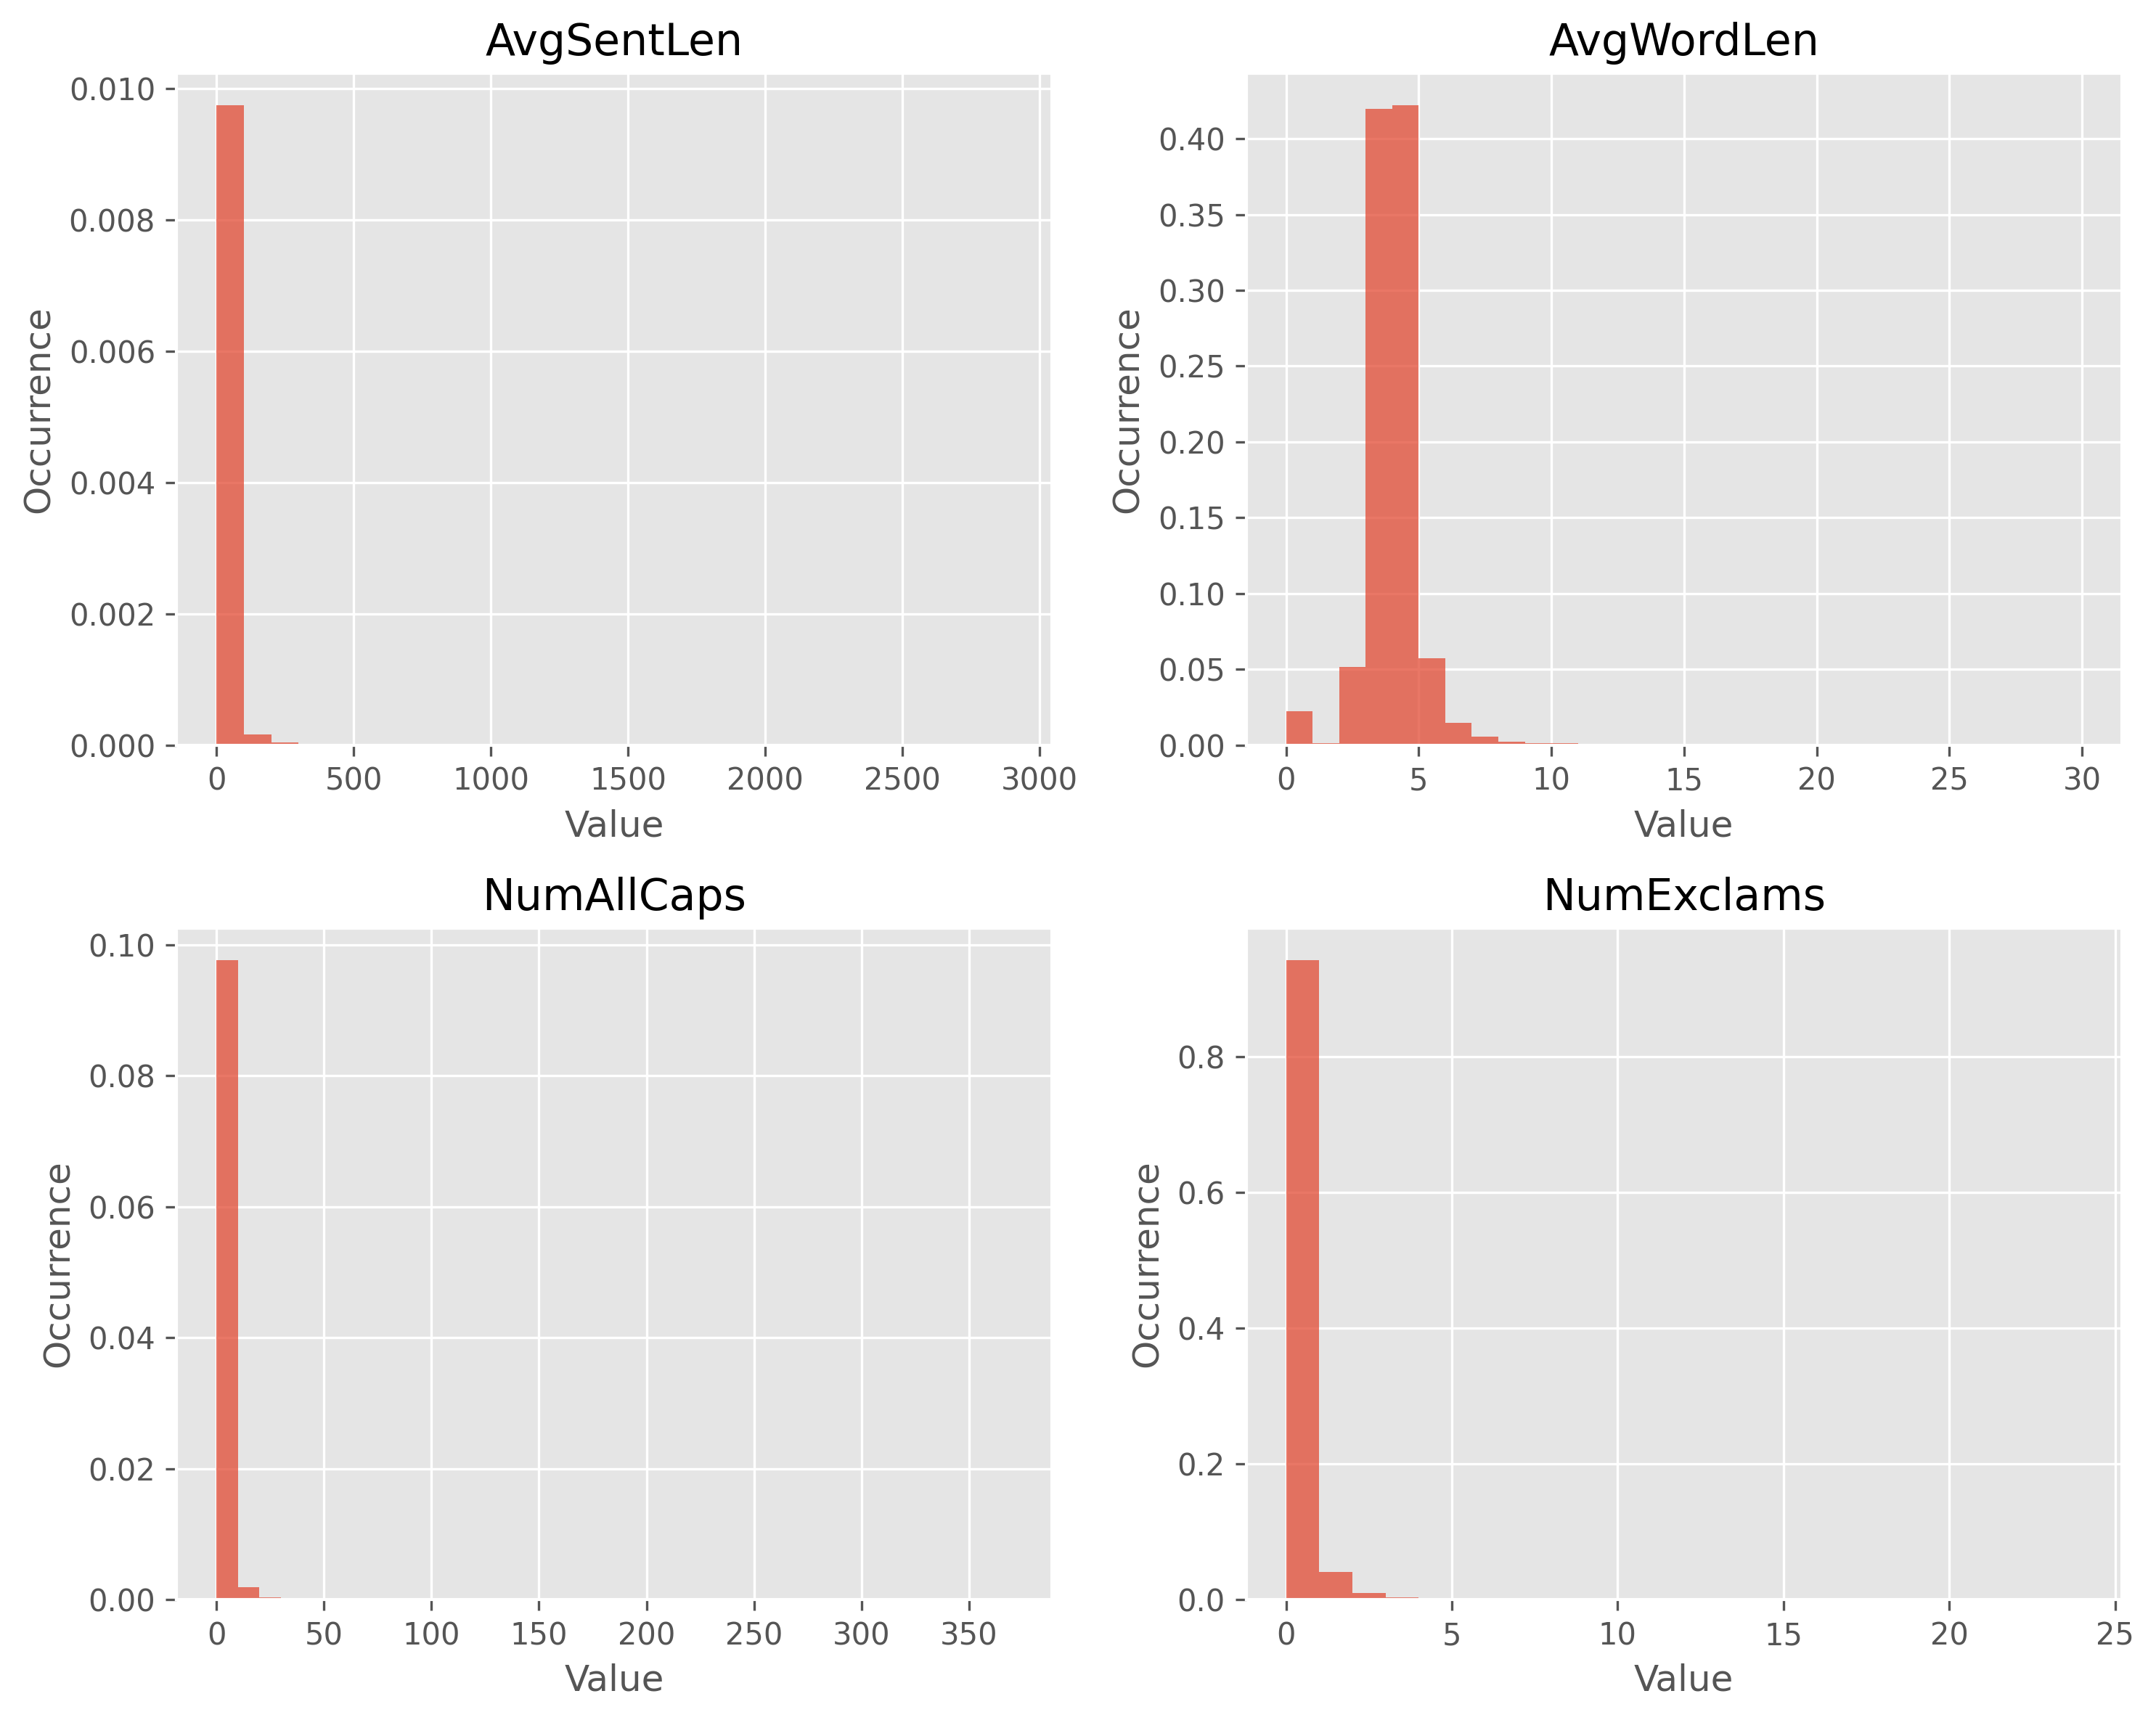 AvgSentLen
0.010
0.008
0.006
0.004
0.002
0.000
Occurrence
0 500 1000 1500 2000 2500 3000
Value
AvgWordLen
0.40
0.35
0.30
0.25
0.20
0.15
0.10
0.05
0.00
Occurrence
0 5 10 15 20 25 30
Value
NumAllCaps
0.10
0.08
0.06
0.04
0.02
0.00
Occurrence
0 50 100 150 200 250 300 350
Value
NumExclams
0.8
0.6
0.4
0.2
0.0
Occurrence
0 5 10 15 20 25
Value